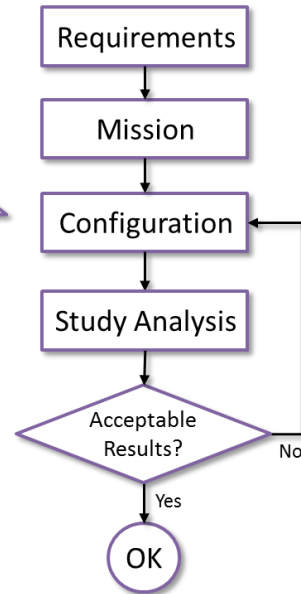 Requirements
Mission
Configuration
Study Analysis
Acceptable
Results?
No
Yes
OK